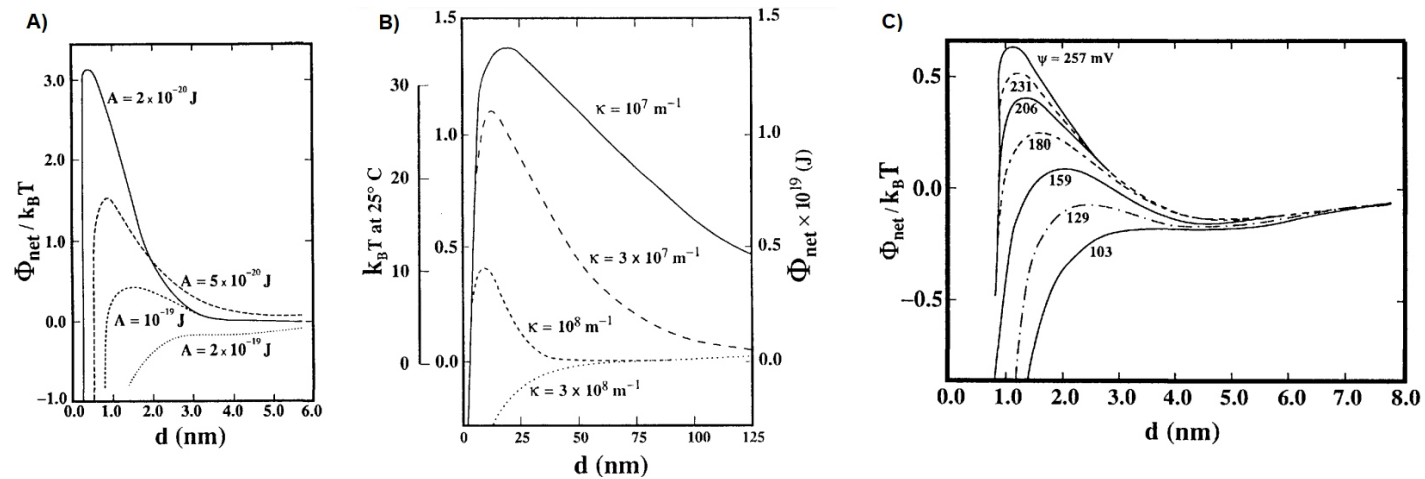 A)
3.0
2.0
1.0
0.0
−1.0
Φnet / kBT
A = 2 x 10⁻²⁰ J
A = 5 x 10⁻²⁰ J
A = 10⁻¹⁹ J
A = 2 x 10⁻¹⁹ J
0.0 1.0 2.0 3.0 4.0 5.0 6.0
d (nm)
B)
kBT at 25° C
30
20
10
0
1.5
1.0
0.5
0.0
κ = 10⁷ m⁻¹
κ = 3 x 10⁷ m⁻¹
κ = 10⁸ m⁻¹
κ = 3 x 10⁸ m⁻¹
1.5
1.0
0.5
0.0
Φnet × 10¹⁹ (J)
0 25 50 75 100 125
d (nm)
C)
0.5
0.0
−0.5
Φnet / kBT
ψ = 257 mV
231
206
180
159
129
103
0.0 1.0 2.0 3.0 4.0 5.0 6.0 7.0 8.0
d (nm)